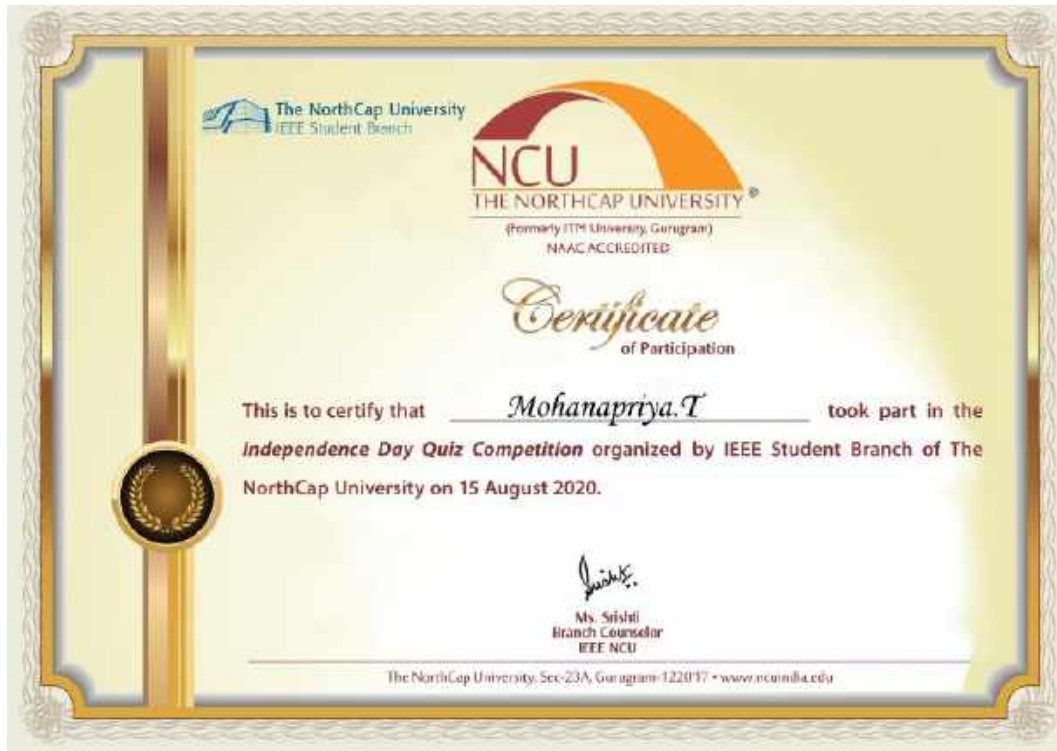 The NorthCap University
IEEE Student Branch
NCU
THE NORTHCAP UNIVERSITY®
(Formerly ITM University, Gurugram)
NAAC ACCREDITED
Certificate
of Participation
This is to certify that Mohanapriya.T took part in the
Independence Day Quiz Competition organized by IEEE Student Branch of The
NorthCap University on 15 August 2020.
Srishti
Ms. Srishti
Branch Counselor
IEEE NCU
The NorthCap University, Sec-23A, Gurugram-122017 • www.ncuindia.edu